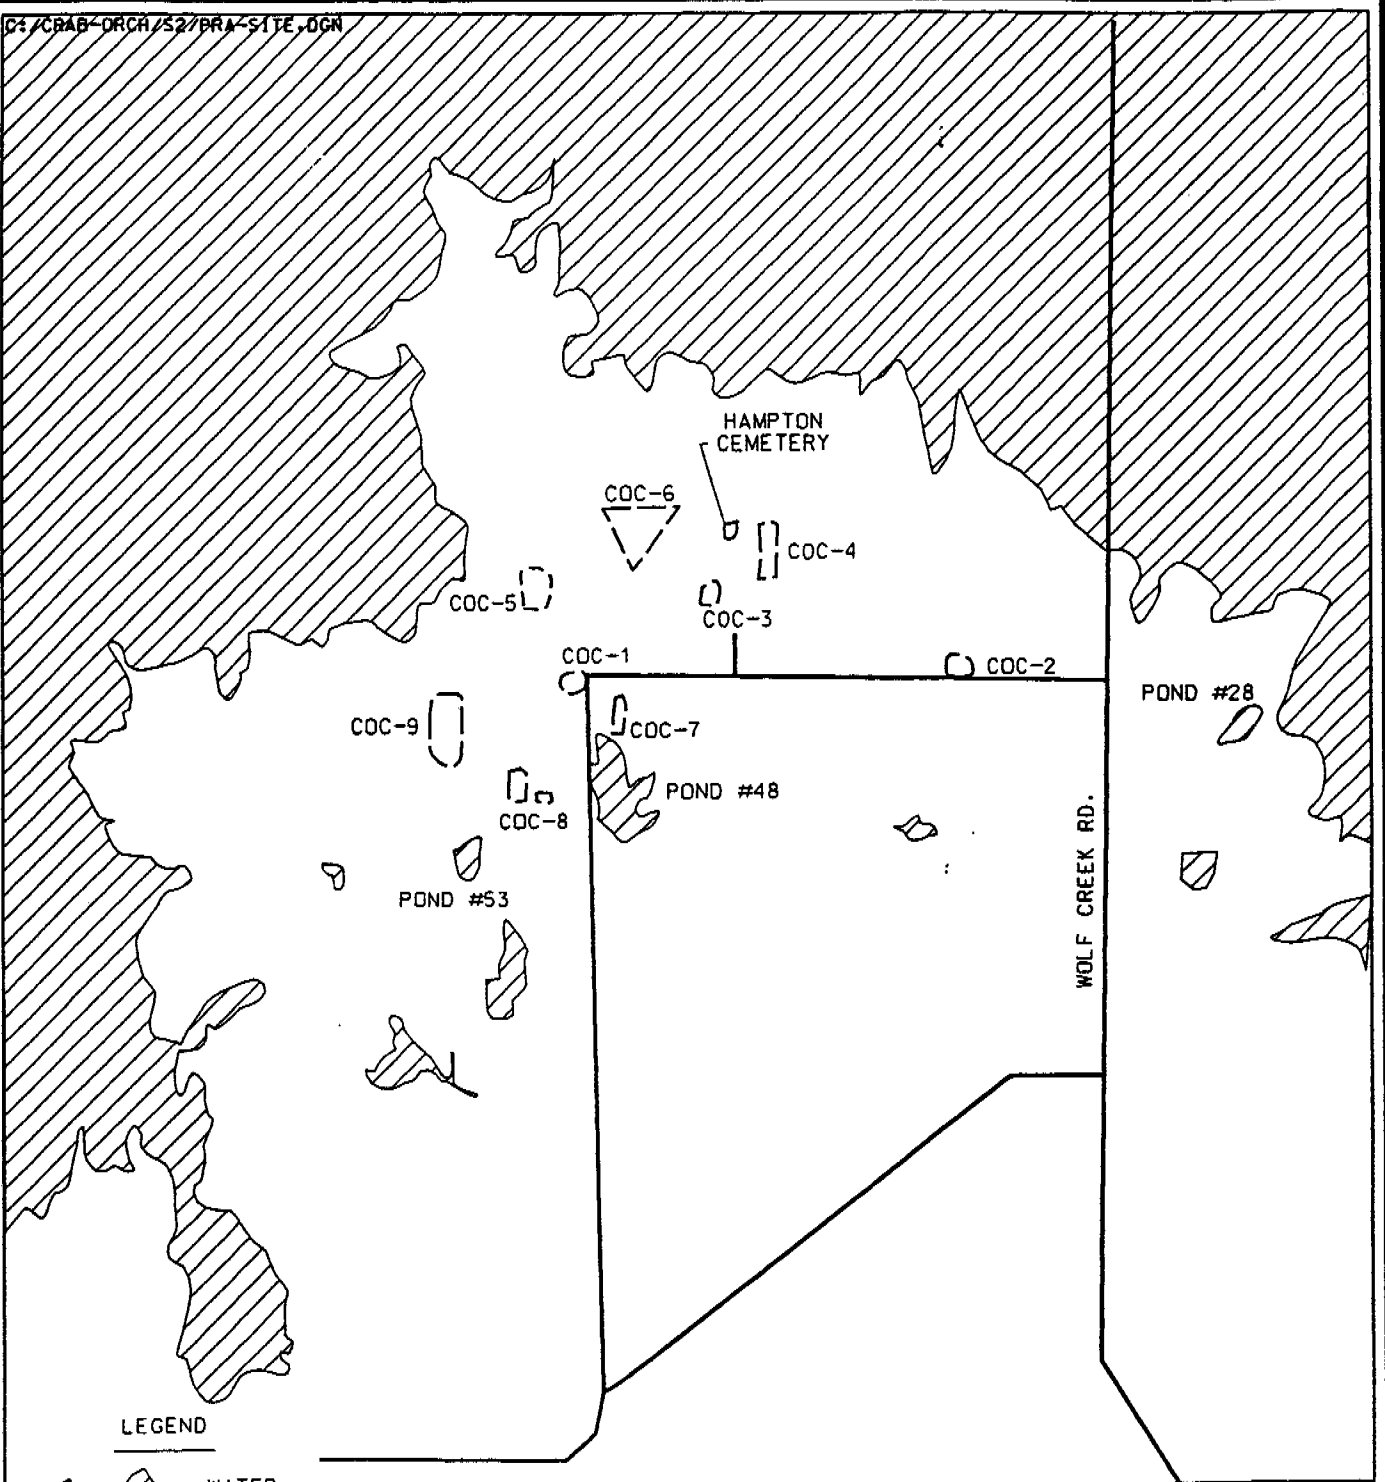 C:/CRAB-ORCH/S2/PRA-SITE.DGN
HAMPTON
CEMETERY
COC-6
COC-4
COC-5
COC-3
COC-1
COC-2
POND #28
COC-9
COC-7
POND #48
COC-8
WOLF CREEK RD.
POND #53
LEGEND
WATER